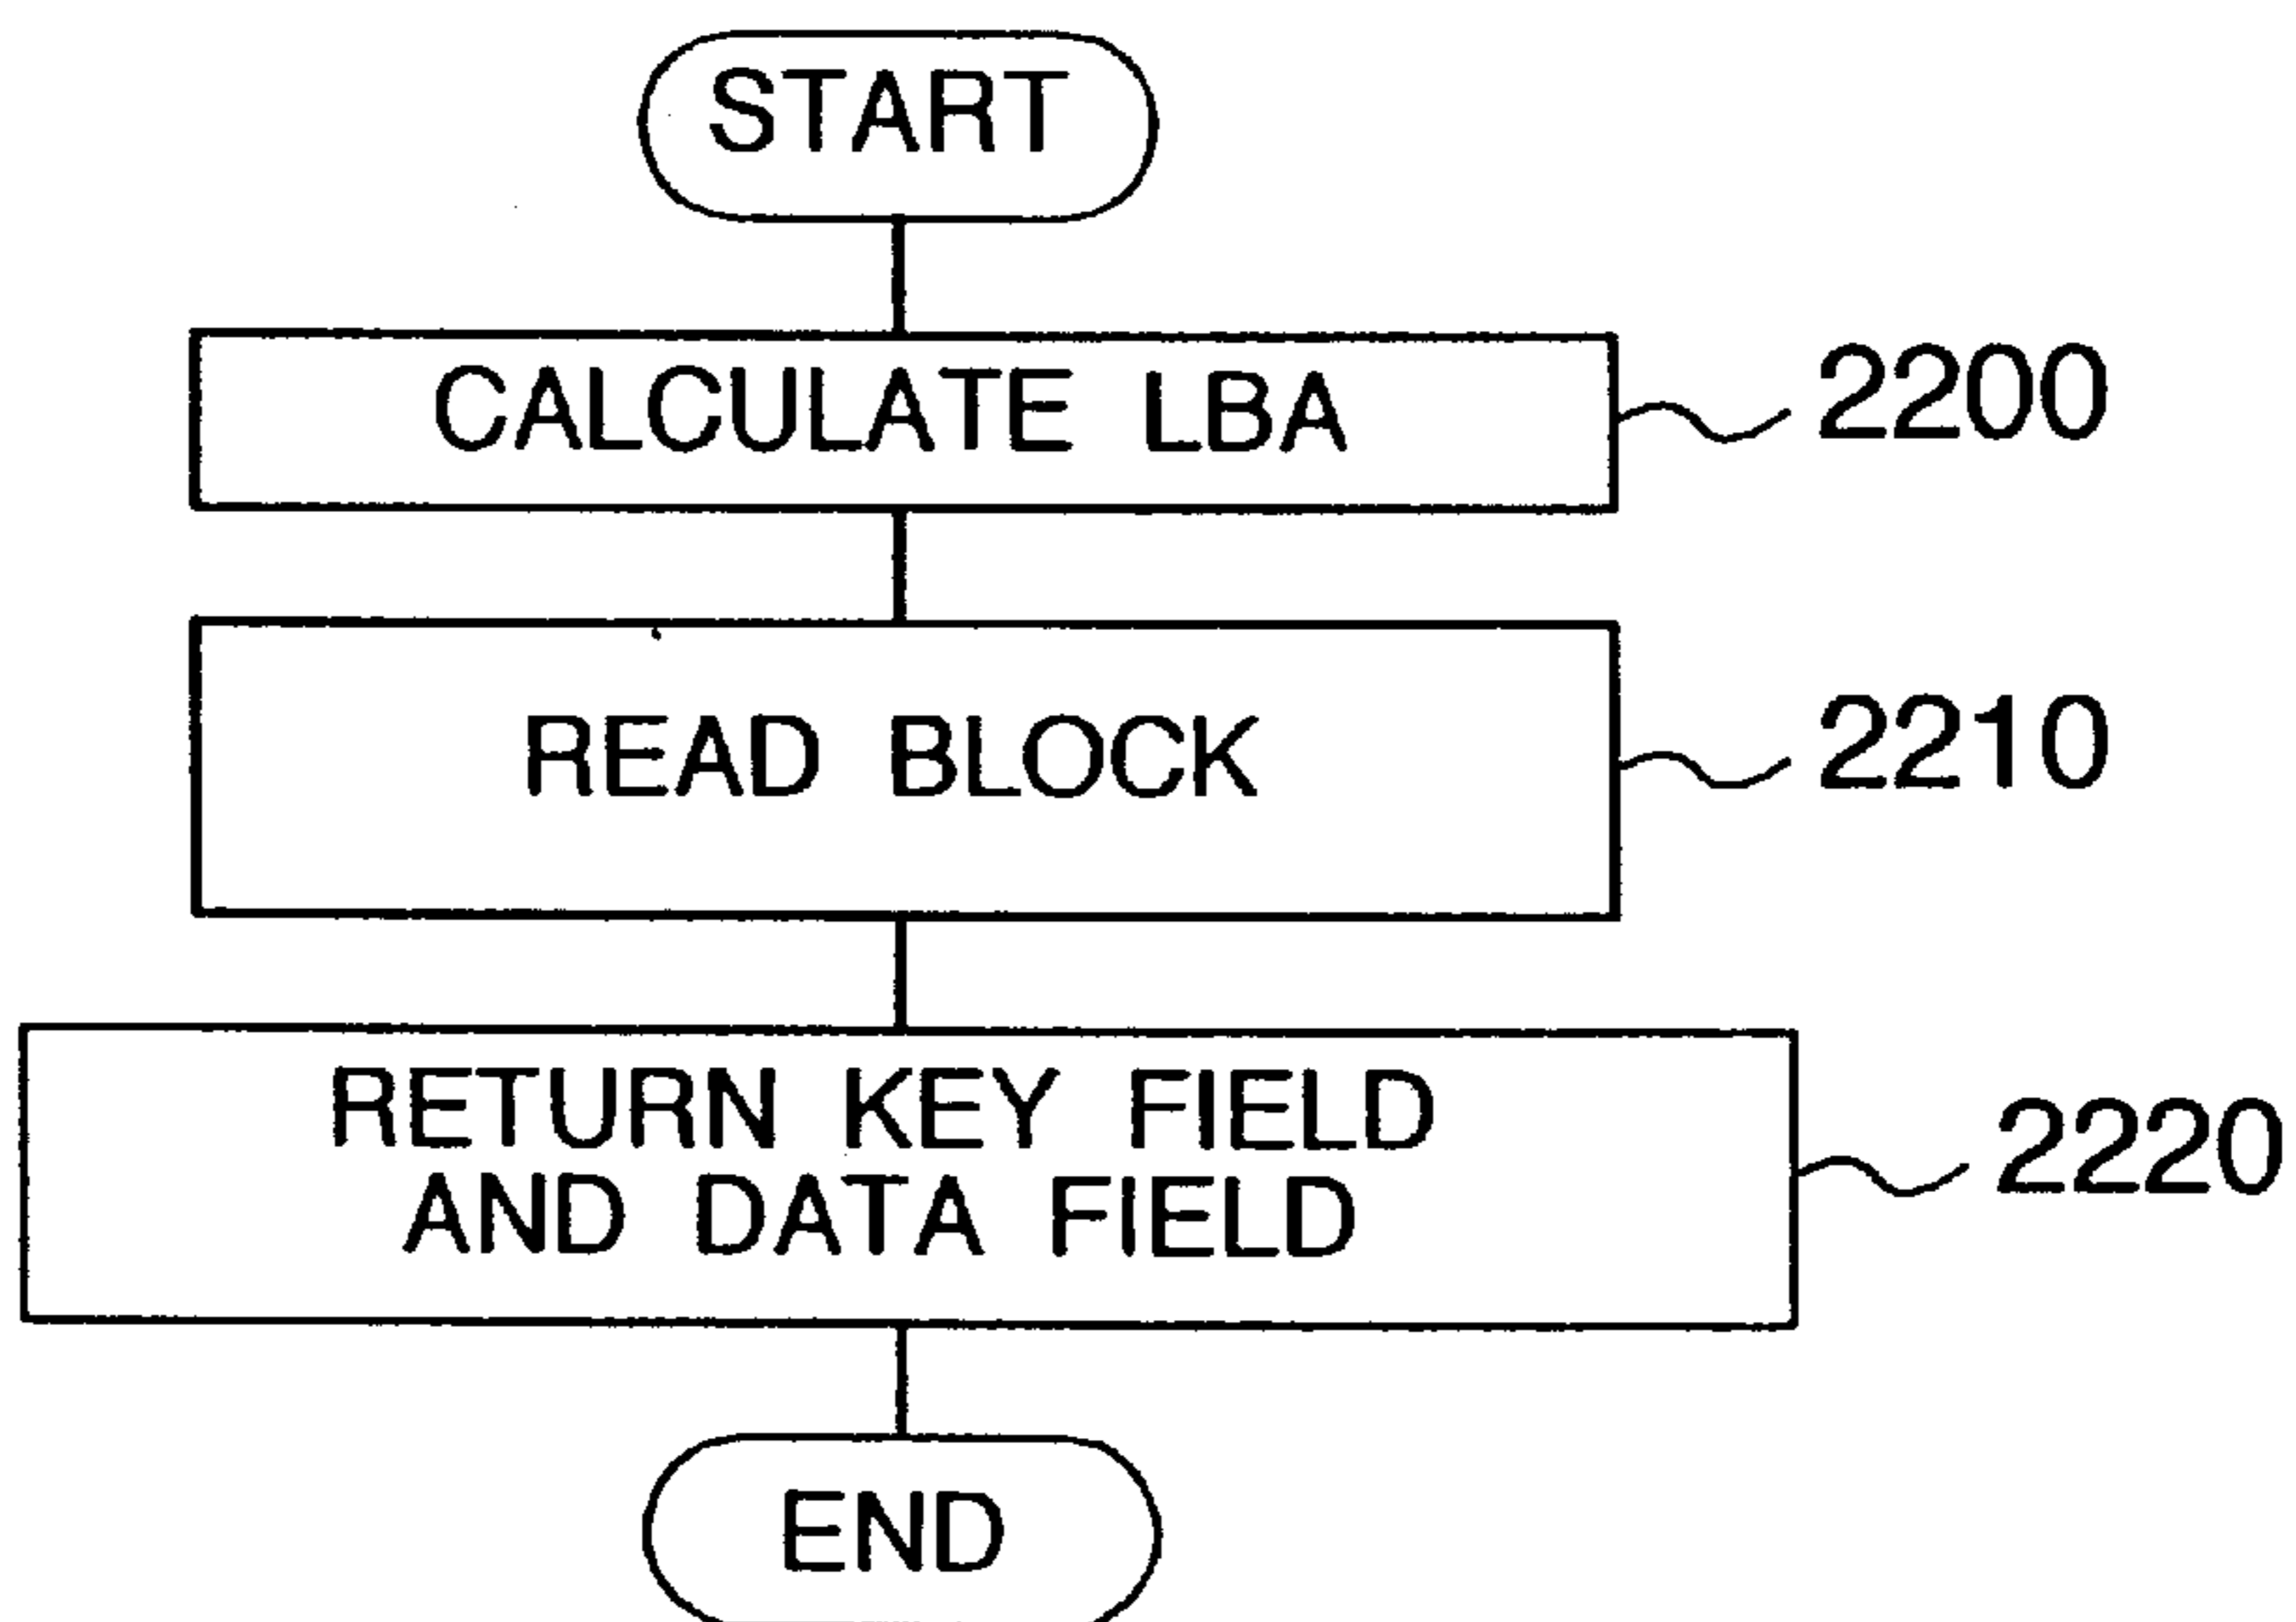 START
CALCULATE LBA
2200
READ BLOCK
2210
RETURN KEY FIELD
AND DATA FIELD
2220
END